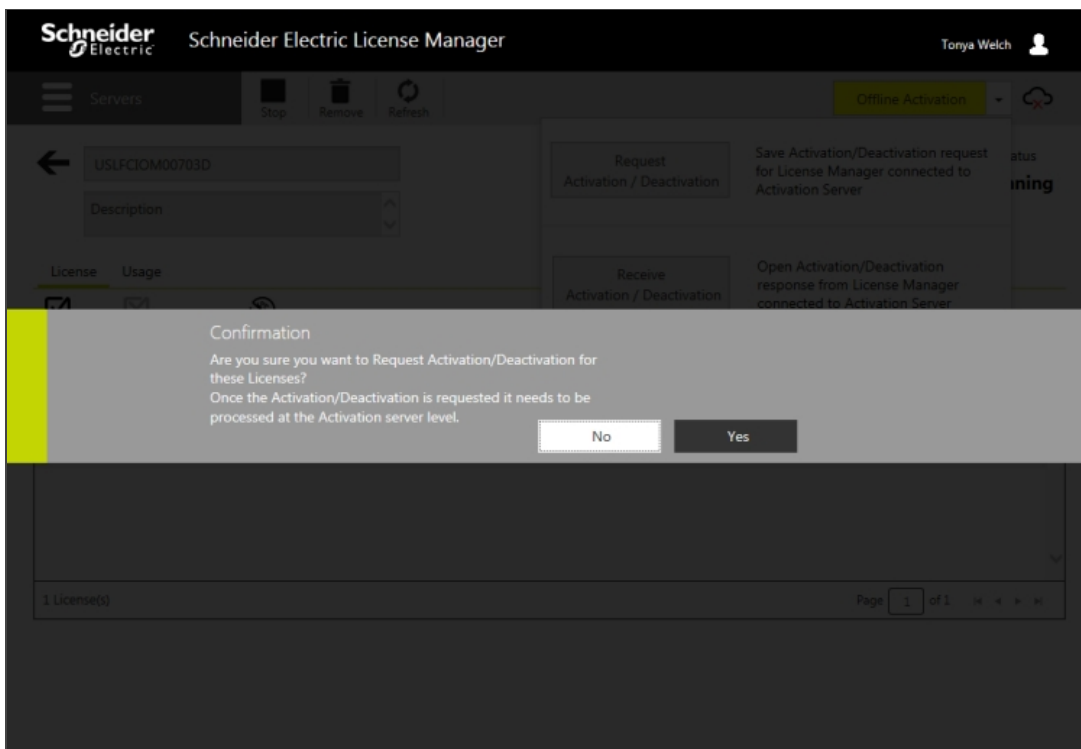 Schneider Electric
Schneider Electric License Manager
Tonya Welch
Servers
Stop
Remove
Refresh
Offline Activation
USLFCIOM00703D
Description
Request
Activation / Deactivation
Save Activation/Deactivation request
for License Manager connected to
Activation Server
atus
nning
License
Usage
Receive
Activation / Deactivation
Open Activation/Deactivation
response from License Manager
connected to Activation Server
Confirmation
Are you sure you want to Request Activation/Deactivation for
these Licenses?
Once the Activation/Deactivation is requested it needs to be
processed at the Activation server level.
No
Yes
1 License(s)
Page 1 of 1